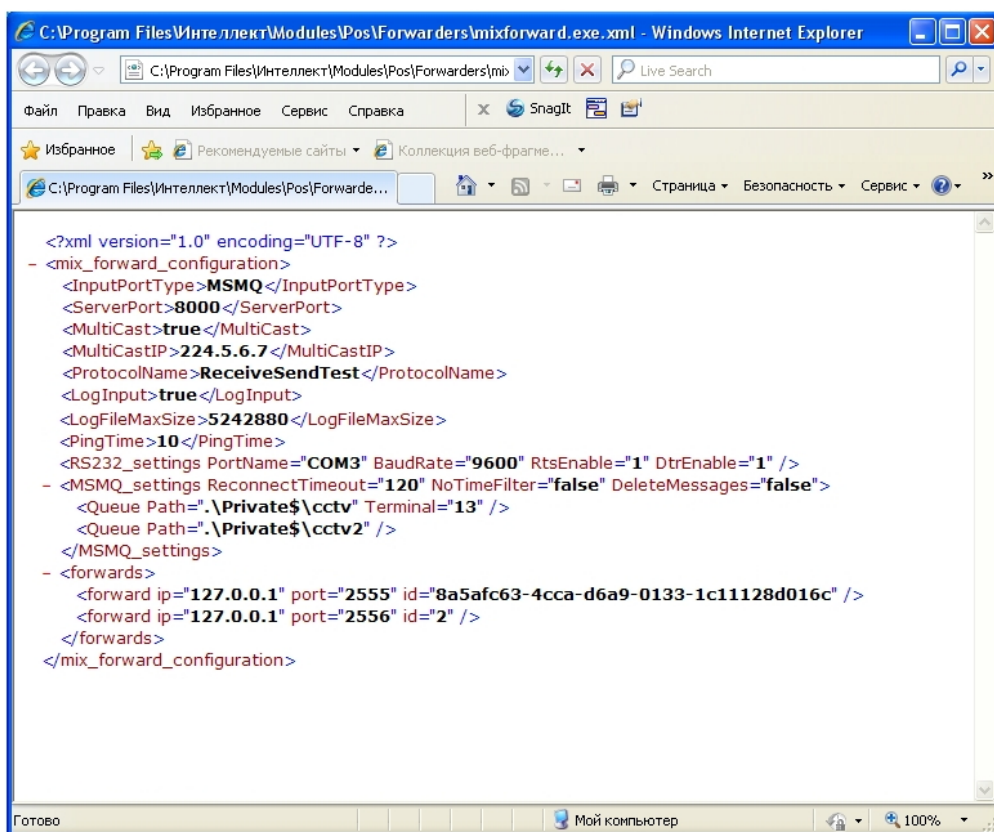 C:\Program Files\Интеллект\Modules\Pos\Forwarders\mixforward.exe.xml - Windows Internet Explorer
C:\Program Files\Интеллект\Modules\Pos\Forwarders\mix Live Search
Файл Правка Вид Избранное Сервис Справка x SnagIt
Избранное Рекомендуемые сайты Коллекция веб-фрагме...
C:\Program Files\Интеллект\Modules\Pos\Forwarde... Страница Безопасность Сервис »
<?xml version="1.0" encoding="UTF-8" ?>
- <mix_forward_configuration>
<InputPortType>MSMQ</InputPortType>
<ServerPort>8000</ServerPort>
<MultiCast>true</MultiCast>
<MultiCastIP>224.5.6.7</MultiCastIP>
<ProtocolName>ReceiveSendTest</ProtocolName>
<LogInput>true</LogInput>
<LogFileMaxSize>5242880</LogFileMaxSize>
<PingTime>10</PingTime>
<RS232_settings PortName="COM3" BaudRate="9600" RtsEnable="1" DtrEnable="1" />
- <MSMQ_settings ReconnectTimeout="120" NoTimeFilter="false" DeleteMessages="false">
<Queue Path=".\Private$\cctv" Terminal="13" />
<Queue Path=".\Private$\cctv2" />
</MSMQ_settings>
- <forwards>
<forward ip="127.0.0.1" port="2555" id="8a5afc63-4cca-d6a9-0133-1c11128d016c" />
<forward ip="127.0.0.1" port="2556" id="2" />
</forwards>
</mix_forward_configuration>
Готово Мой компьютер 100%